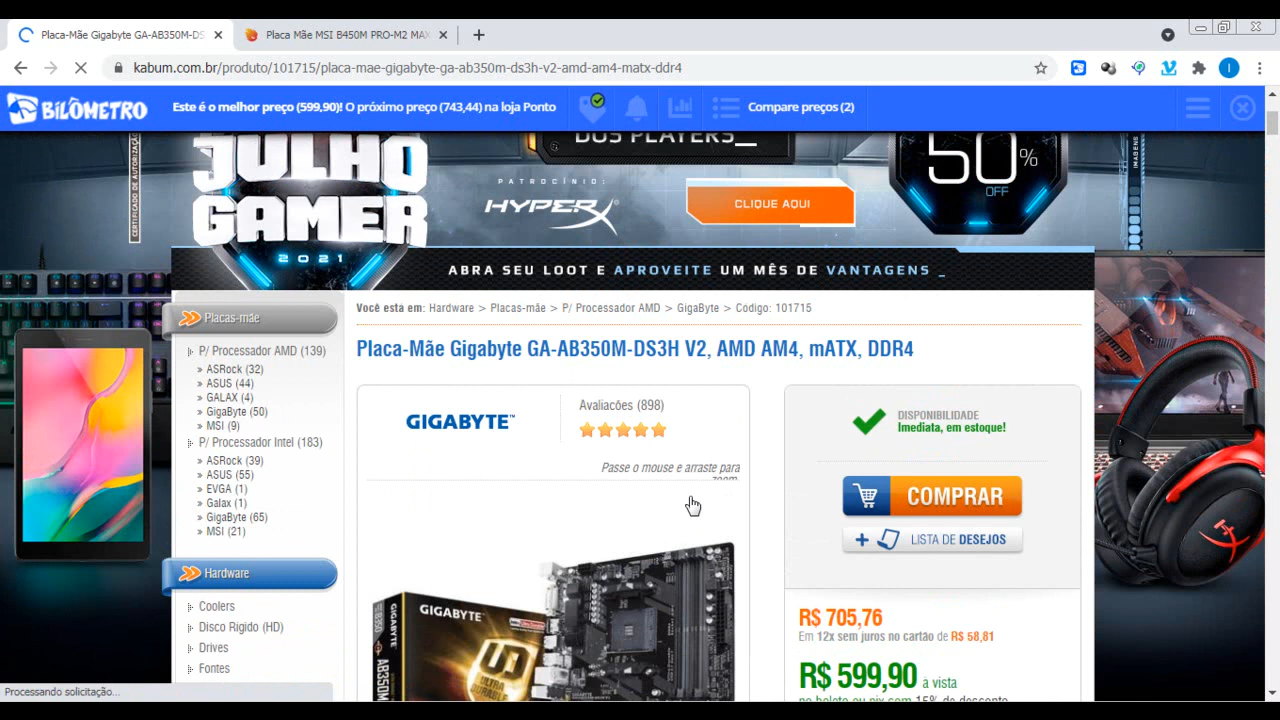 Placa-Mãe Gigabyte GA-AB350M-DS
Placa Mãe MSI B450M PRO-M2 MAX
kabum.com.br/produto/101715/placa-mae-gigabyte-ga-ab350m-ds3h-v2-amd-am4-matx-ddr4
I
BILÔMETRO
Este é o melhor preço (599,90)! O próximo preço (743,44) na loja Ponto
Compare preços (2)
CERTIFICADO DE AUTORIZAÇÃO
JULHO
GAMER
2021
DOS PLAYERS_
PATROCÍNIO:
HYPERX
CLIQUE AQUI
50%
OFF
IMAGENS
ABRA SEU LOOT E APROVEITE UM MÊS DE VANTAGENS _
Placas-mãe
P/ Processador AMD (139)
» ASRock (32)
» ASUS (44)
» GALAX (4)
» GigaByte (50)
» MSI (9)
P/ Processador Intel (183)
» ASRock (39)
» ASUS (55)
» EVGA (1)
» Galax (1)
» GigaByte (65)
» MSI (21)
Hardware
Coolers
Disco Rigido (HD)
Drives
Fontes
Você está em: Hardware > Placas-mãe > P/ Processador AMD > GigaByte > Código: 101715
Placa-Mãe Gigabyte GA-AB350M-DS3H V2, AMD AM4, mATX, DDR4
GIGABYTE™
Avaliações (898)
Passe o mouse e arraste para
zoom.
GIGABYTE
AB350M
DISPONIBILIDADE
Imediata, em estoque!
COMPRAR
+ LISTA DE DESEJOS
R$ 705,76
Em 12x sem juros no cartão de R$ 58,81
R$ 599,90 à vista
no boleto ou pix com 15% de desconto
Processando solicitação...